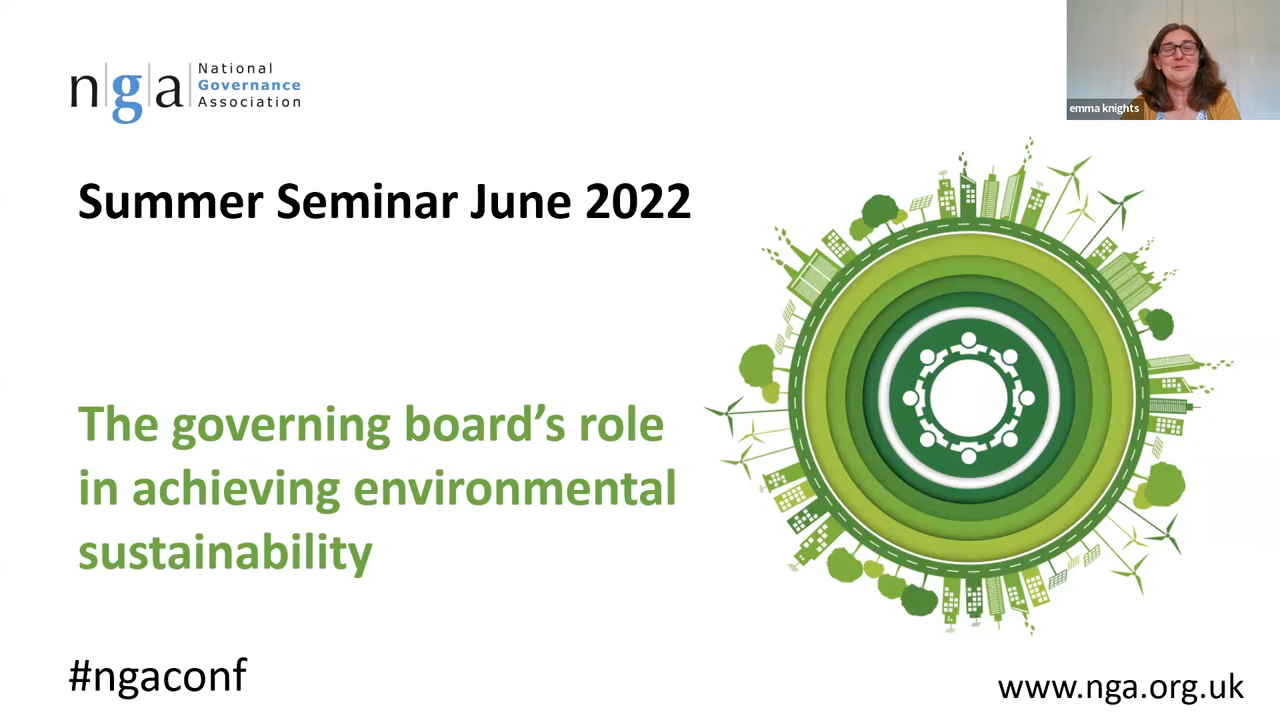 n|g|a
National
Governance
Association
emma knights
Summer Seminar June 2022
The governing board’s role
in achieving environmental
sustainability
#ngaconf
www.nga.org.uk